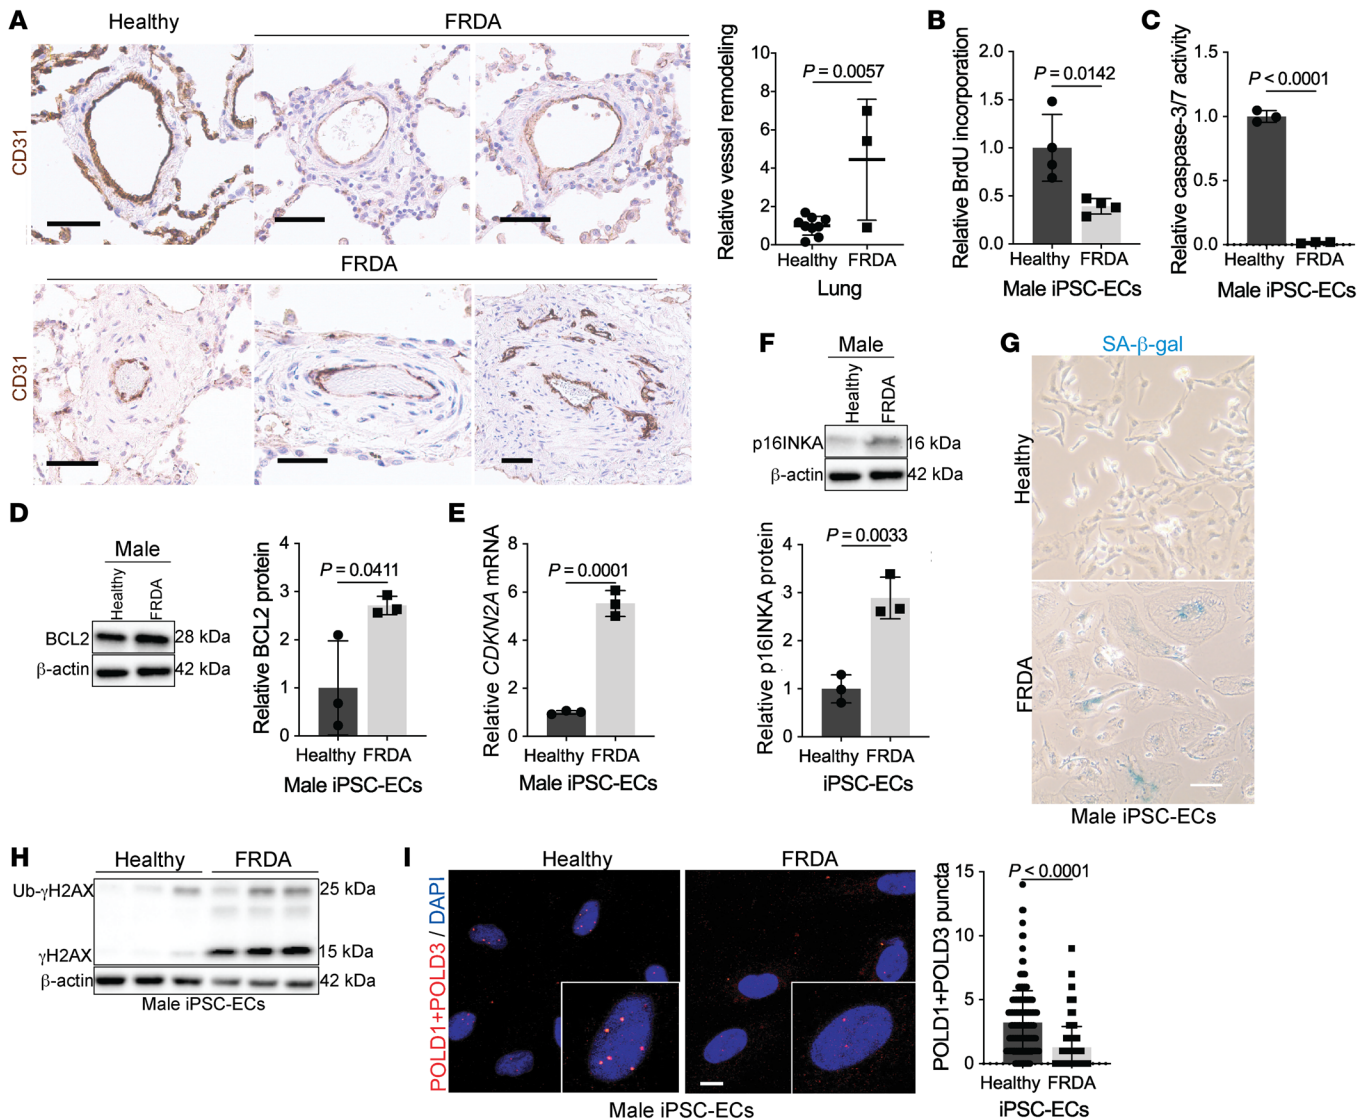 A
Healthy
FRDA
CD31
FRDA
CD31
Relative vessel remodeling
10
8
6
4
2
0
P = 0.0057
Healthy FRDA
Lung
B
Relative BrdU incorporation
2.0
1.5
1.0
0.5
0.0
P = 0.0142
Healthy FRDA
Male iPSC-ECs
C
Relative caspase-3/7 activity
1.5
1.0
0.5
0.0
P < 0.0001
Healthy FRDA
Male iPSC-ECs
D
Male
Healthy
FRDA
BCL2 28 kDa
β-actin 42 kDa
Relative BCL2 protein
4
3
2
1
0
P = 0.0411
Healthy FRDA
Male iPSC-ECs
E
Relative CDKN2A mRNA
8
6
4
2
0
P = 0.0001
Healthy FRDA
Male iPSC-ECs
F
Male
Healthy
FRDA
p16INKA 16 kDa
β-actin 42 kDa
Relative p16INKA protein
4
3
2
1
0
P = 0.0033
Healthy FRDA
iPSC-ECs
G
SA-β-gal
Healthy
FRDA
Male iPSC-ECs
H
Healthy FRDA
Ub-γH2AX 25 kDa
γH2AX 15 kDa
β-actin 42 kDa
Male iPSC-ECs
I
Healthy
FRDA
POLD1+POLD3 / DAPI
Male iPSC-ECs
POLD1+POLD3 puncta
15
10
5
0
P < 0.0001
Healthy FRDA
iPSC-ECs